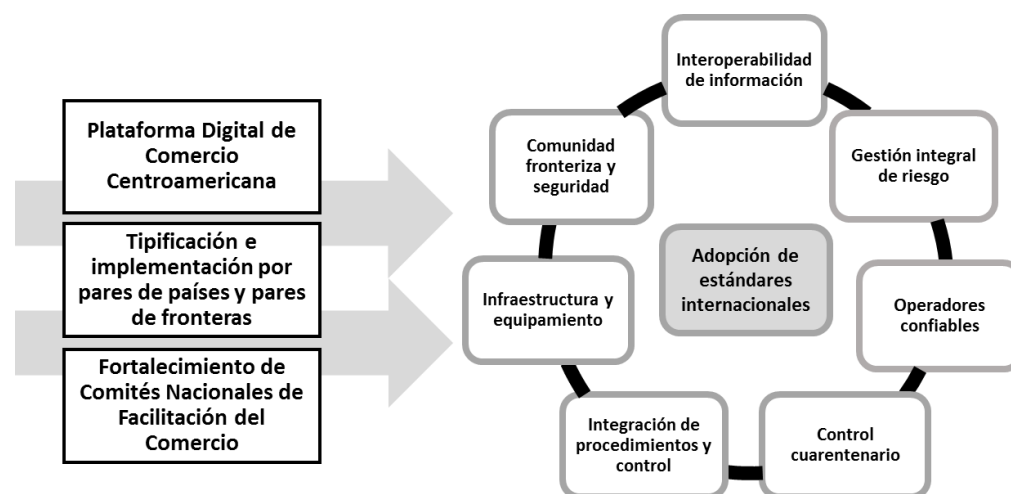 Plataforma Digital de
Comercio
Centroamericana
Tipificación e
implementación por
pares de países y pares
de fronteras
Fortalecimiento de
Comités Nacionales de
Facilitación del
Comercio
Interoperabilidad
de información
Gestión integral
de riesgo
Operadores
confiables
Control
cuarentenario
Integración de
procedimientos y
control
Infraestructura y
equipamiento
Comunidad
fronteriza y
seguridad
Adopción de
estándares
internacionales